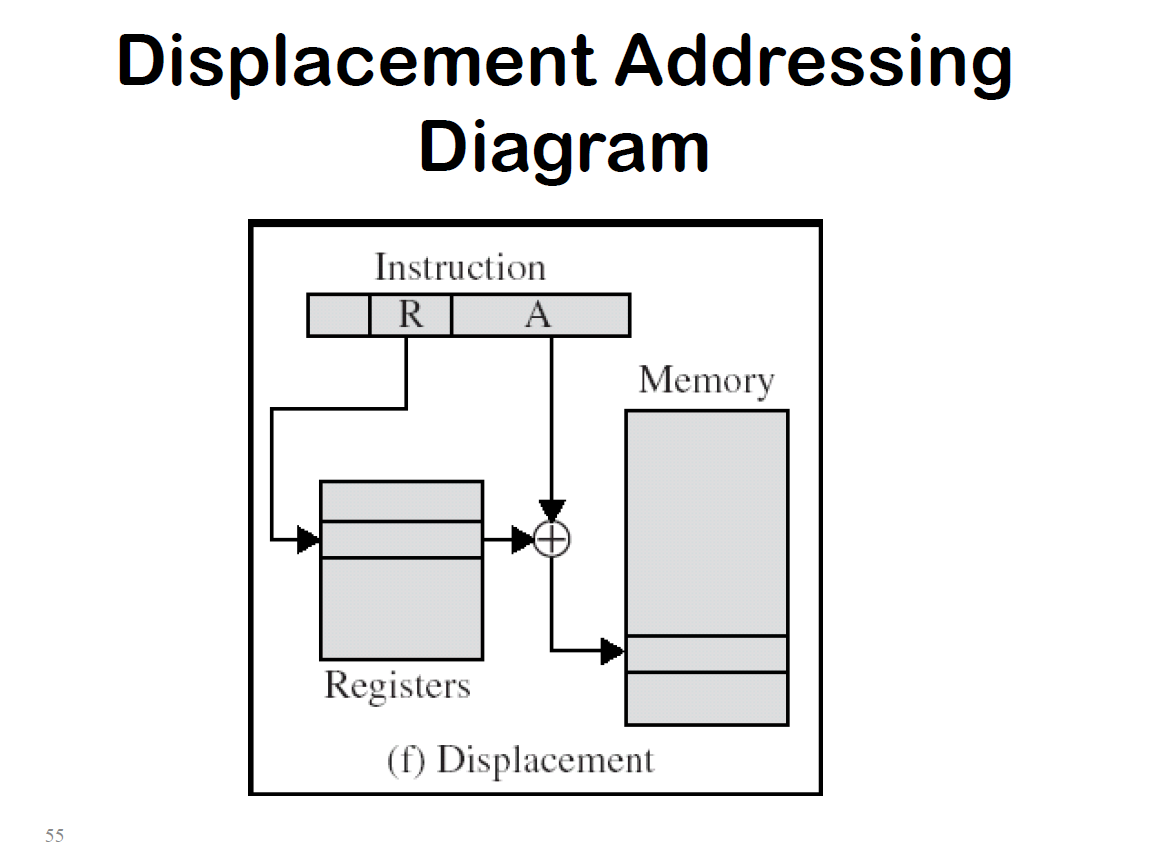 Displacement Addressing
Diagram
Instruction
R A
Memory
Registers
(f) Displacement
55